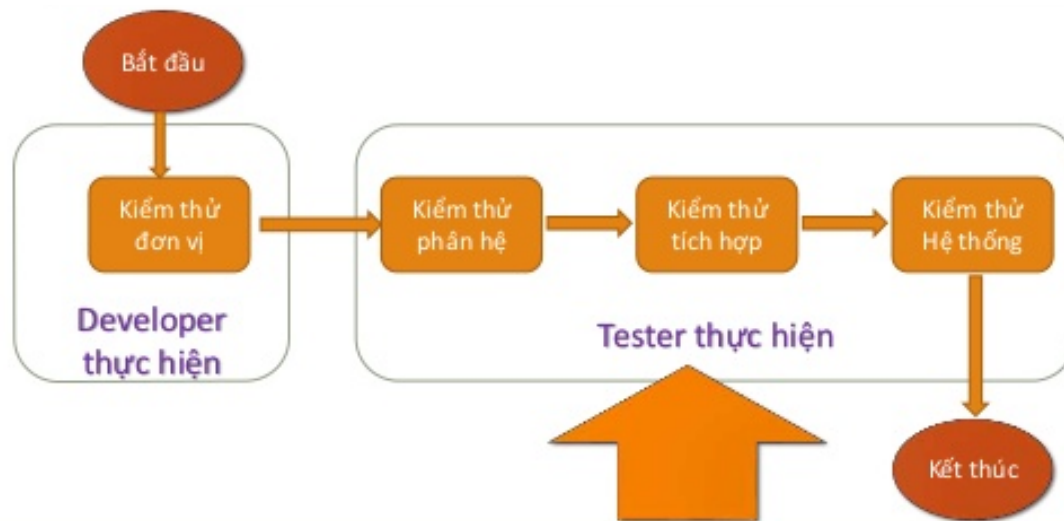 Bắt đầu
Kiểm thử
đơn vị
Kiểm thử
phân hệ
Kiểm thử
tích hợp
Kiểm thử
Hệ thống
Developer
thực hiện
Tester thực hiện
Kết thúc